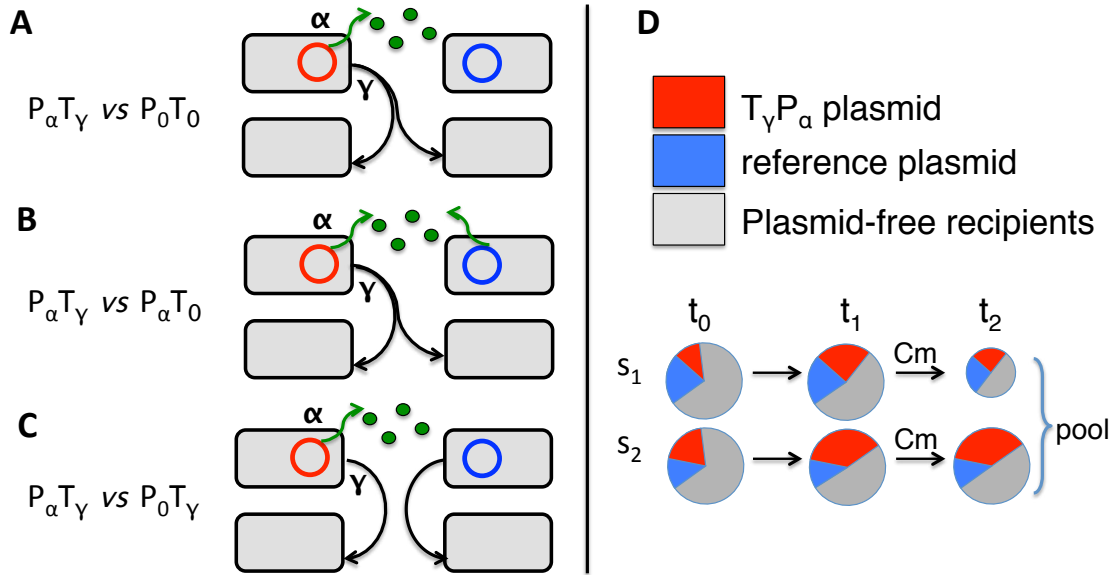 A
α
γ
PαTγ vs P₀T₀
B
α
γ
PαTγ vs PαT₀
C
α
γ
PαTγ vs P₀Tγ
D
TγPα plasmid
reference plasmid
Plasmid-free recipients
t₀ t₁ t₂
s₁ Cm
s₂ Cm
pool